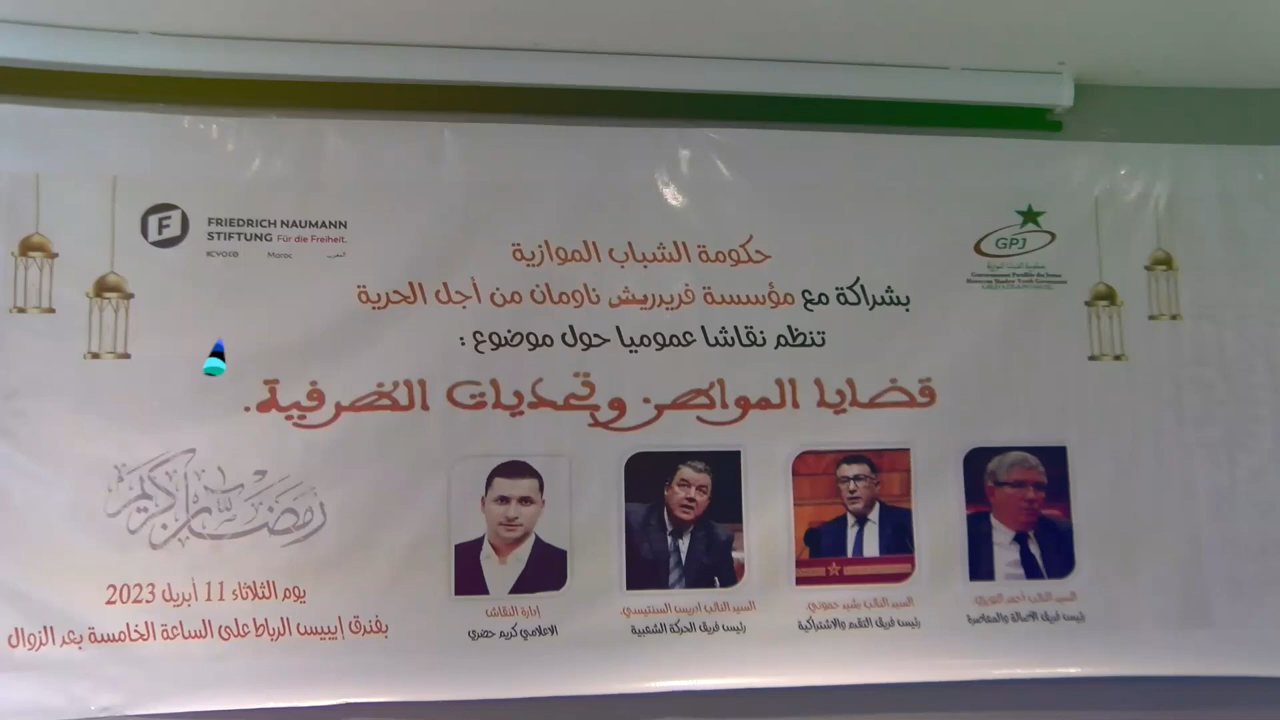 FRIEDRICH NAUMANN
STIFTUNG Für die Freiheit.
Maroc المغرب
GPJ
حكومة الشباب الموازية
بشراكة مع مؤسسة فريدريش ناومان من أجل الحرية
تنظم نقاشا عموميا حول موضوع :
قضايا المواطن وتحديات الظرفية.
رمضان كريم
يوم الثلاثاء 11 أبريل 2023
بفندق إيبيس الرباط على الساعة الخامسة بعد الزوال
السيد النائب أحمد التويزي.
رئيس فريق الأصالة والمعاصرة
السيد النائب رشيد حموني.
رئيس فريق التقدم والاشتراكية
السيد النائب ادريس السنتيسي.
رئيس فريق الحركة الشعبية
إدارة النقاش
الاعلامي كريم حضري